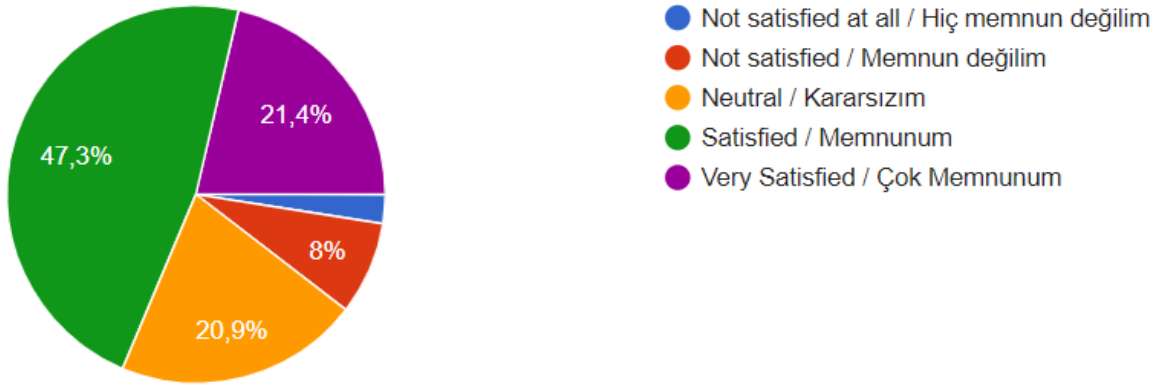 Not satisfied at all / Hiç memnun değilim
Not satisfied / Memnun değilim
Neutral / Kararsızım
Satisfied / Memnunum
Very Satisfied / Çok Memnunum
21,4%
47,3%
8%
20,9%